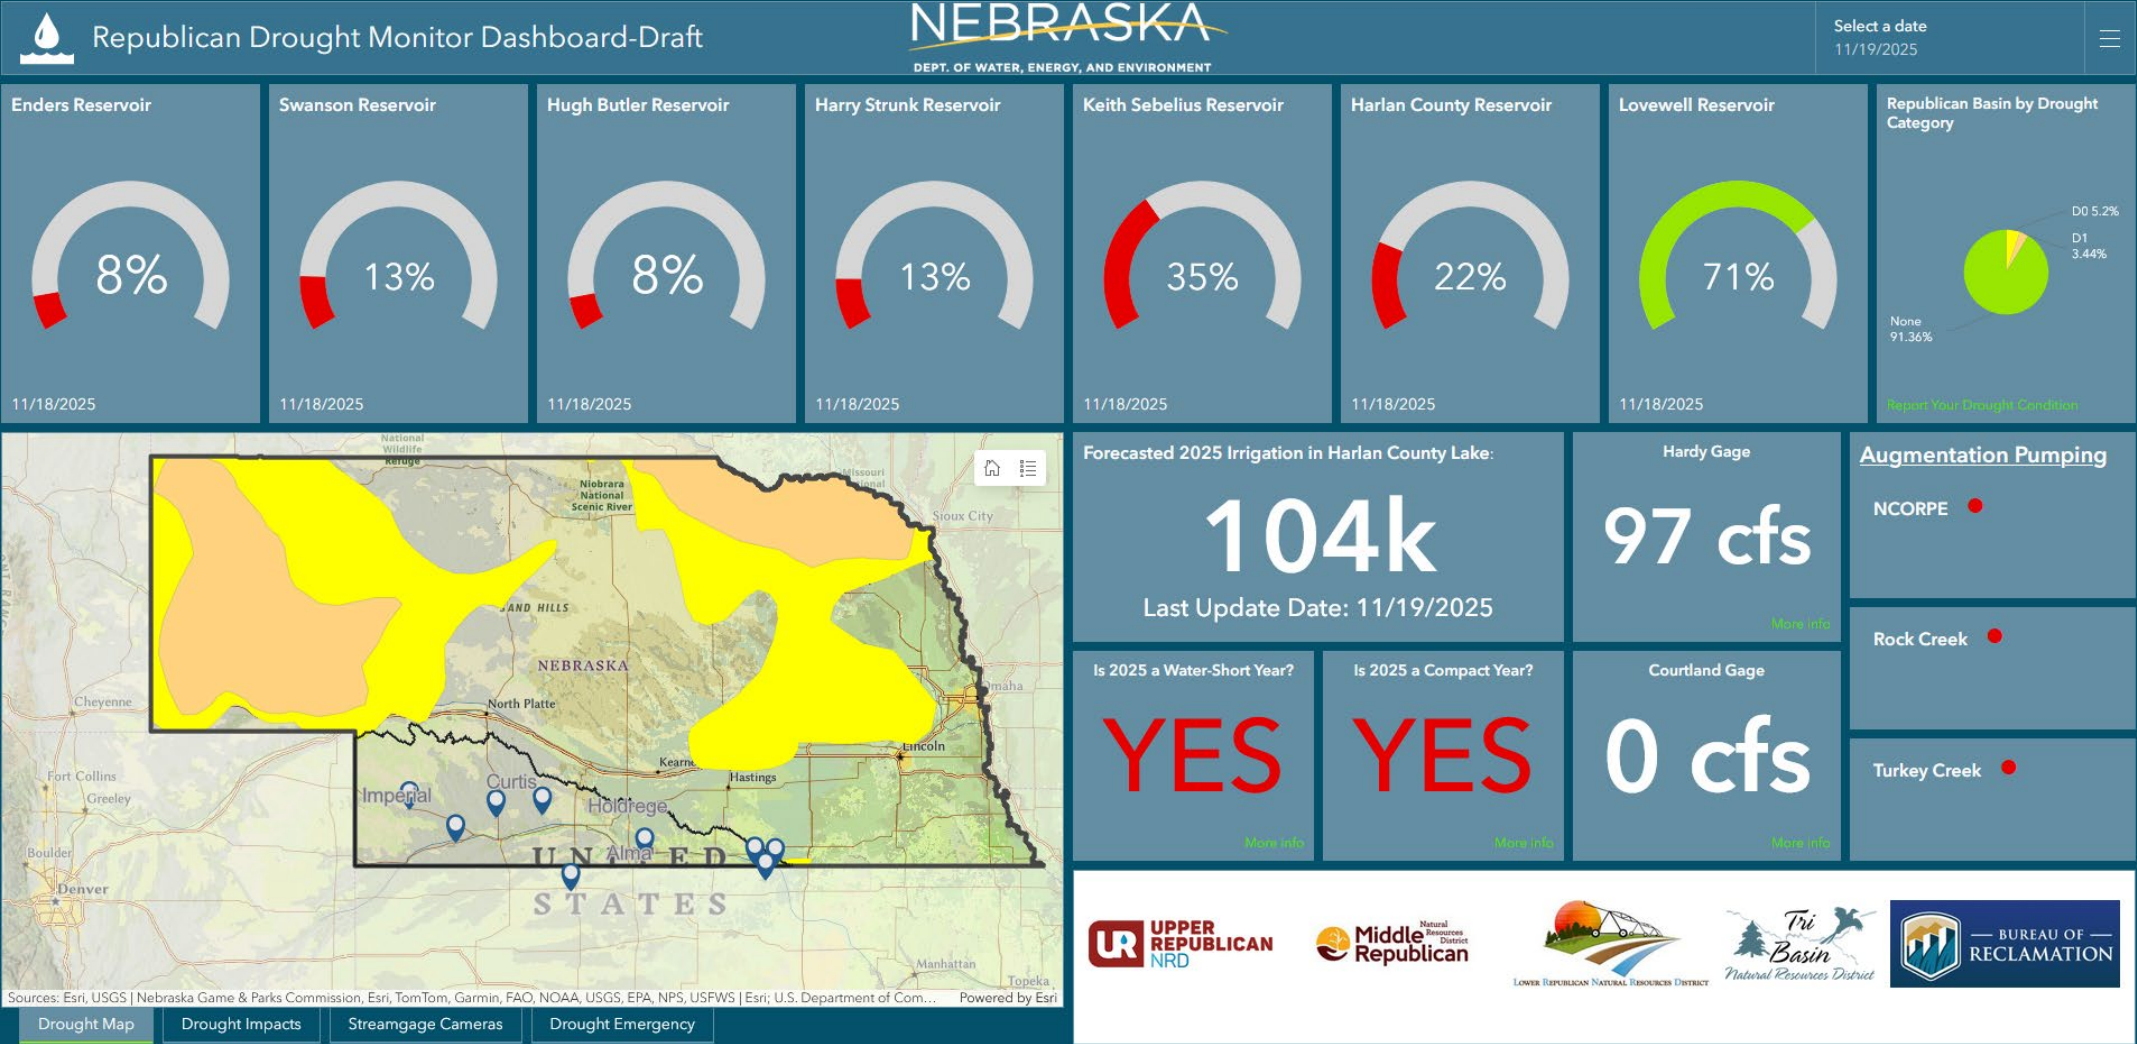 Republican Drought Monitor Dashboard-Draft
NEBRASKA
DEPT. OF WATER, ENERGY, AND ENVIRONMENT
Select a date
11/19/2025
Enders Reservoir
8%
11/18/2025
Swanson Reservoir
13%
11/18/2025
Hugh Butler Reservoir
8%
11/18/2025
Harry Strunk Reservoir
13%
11/18/2025
Keith Sebelius Reservoir
35%
11/18/2025
Harlan County Reservoir
22%
11/18/2025
Lovewell Reservoir
71%
11/18/2025
Republican Basin by Drought
Category
D0 5.2%
D1
3.44%
None
91.36%
Report Your Drought Condition
National
Wildlife
Refuge
Niobrara
National
Scenic River
Missouri
Sioux City
SAND HILLS
NEBRASKA
Omaha
Cheyenne
North Platte
Lincoln
Kearne
Hastings
Fort Collins
Greeley
Imperial
Curtis
Holdrege
Boulder
Alma
UNITED
STATES
Denver
Manhattan
Topeka
Sources: Esri, USGS | Nebraska Game & Parks Commission, Esri, TomTom, Garmin, FAO, NOAA, USGS, EPA, NPS, USFWS | Esri; U.S. Department of Com...
Powered by Esri
Drought Map
Drought Impacts
Streamgage Cameras
Drought Emergency
Forecasted 2025 Irrigation in Harlan County Lake:
104k
Last Update Date: 11/19/2025
Hardy Gage
97 cfs
More info
Augmentation Pumping
NCORPE
Rock Creek
Turkey Creek
Is 2025 a Water-Short Year?
YES
More info
Is 2025 a Compact Year?
YES
More info
Courtland Gage
0 cfs
More info
UR
UPPER
REPUBLICAN
NRD
Middle
Republican
Natural
Resources
District
LOWER REPUBLICAN NATURAL RESOURCES DISTRICT
Tri
Basin
Natural Resources District
BUREAU OF
RECLAMATION